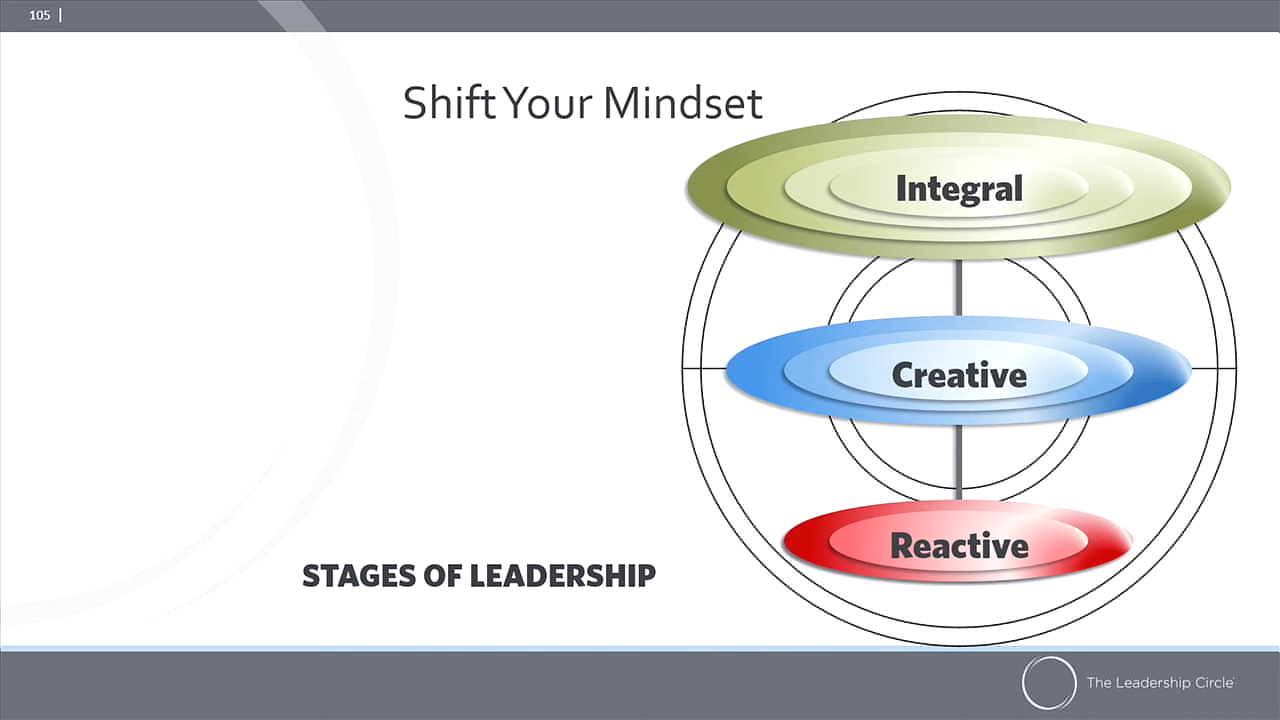 105 |
Shift Your Mindset
Integral
Creative
Reactive
STAGES OF LEADERSHIP
The Leadership Circle